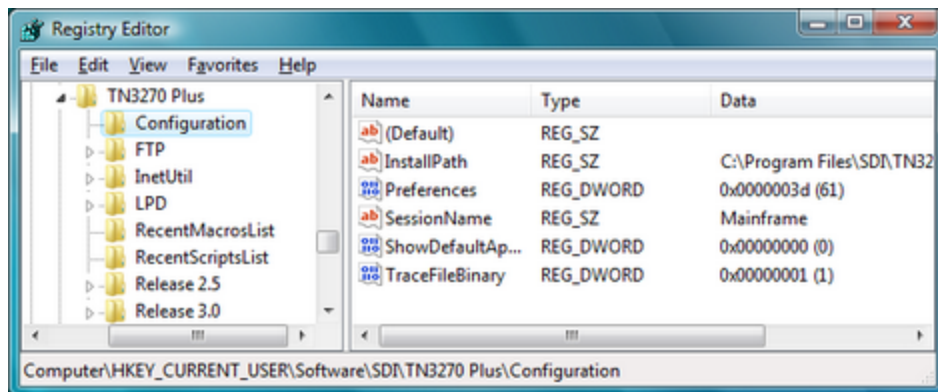 Registry Editor
File Edit View Favorites Help
TN3270 Plus
Configuration
FTP
InetUtil
LPD
RecentMacrosList
RecentScriptsList
Release 2.5
Release 3.0
Name Type Data
(Default) REG_SZ
InstallPath REG_SZ C:\Program Files\SDI\TN32
Preferences REG_DWORD 0x0000003d (61)
SessionName REG_SZ Mainframe
ShowDefaultAp... REG_DWORD 0x00000000 (0)
TraceFileBinary REG_DWORD 0x00000001 (1)
Computer\HKEY_CURRENT_USER\Software\SDI\TN3270 Plus\Configuration